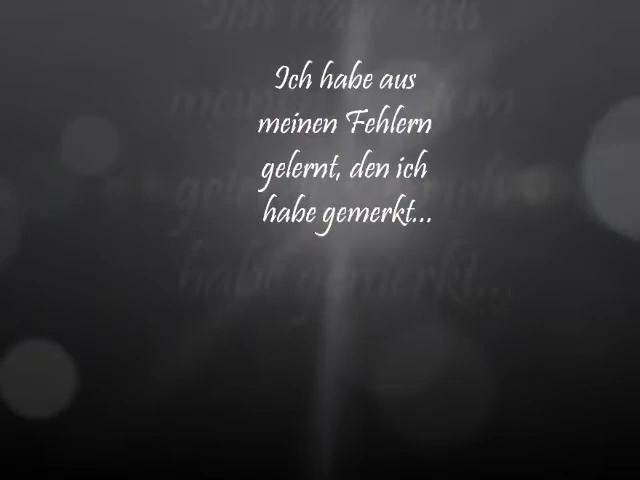 Ich habe aus
meinen Fehlern
gelernt, den ich
habe gemerkt...